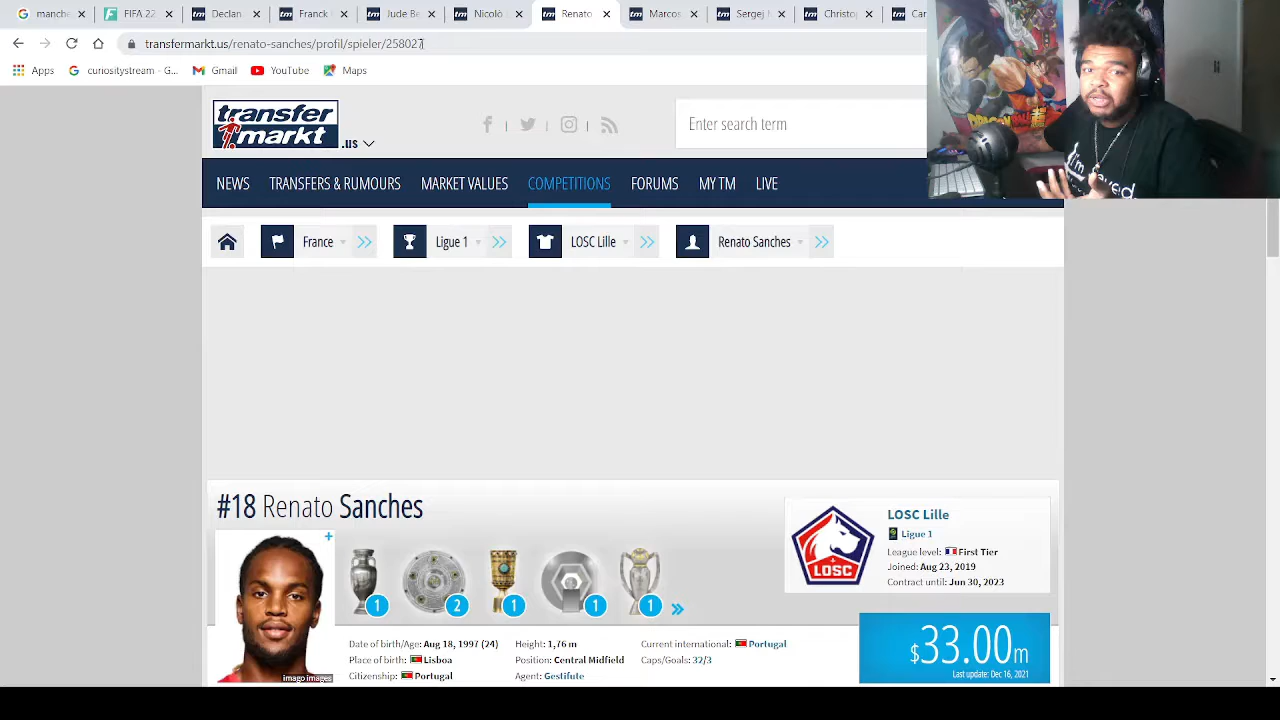 manche
FIFA 22
Declan
Franck
Jude Be
Nicolò
Renato
Marcos
Sergej
Christo
Car
transfermarkt.us/renato-sanches/profil/spieler/258027
Apps
curiositystream - G...
Gmail
YouTube
Maps
transfer
markt
.us
Enter search term
DRAGONBALL
NEWS
TRANSFERS & RUMOURS
MARKET VALUES
COMPETITIONS
FORUMS
MY TM
LIVE
France
Ligue 1
LOSC Lille
Renato Sanches
#18 Renato Sanches
LOSC Lille
Ligue 1
League level: First Tier
Joined: Aug 23, 2019
Contract until: Jun 30, 2023
LOSC
1
2
1
1
1
$33.00m
Last update: Dec 16, 2021
Date of birth/Age: Aug 18, 1997 (24)
Place of birth: Lisboa
Citizenship: Portugal
Height: 1,76 m
Position: Central Midfield
Agent: Gestifute
Current international: Portugal
Caps/Goals: 32/3
imago images